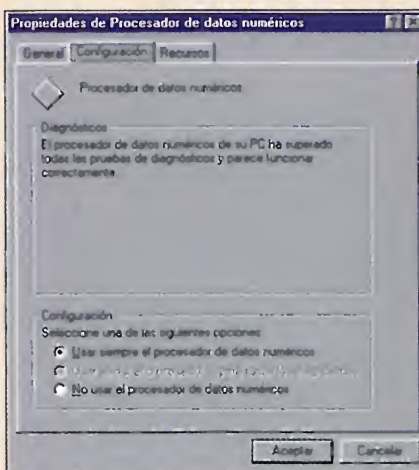 Propiedades de Procesador de datos numéricos
General Configuración Recursos
Procesador de datos numéricos
Diagnósticos
El procesador de datos numéricos de su PC ha superado
todas las pruebas de diagnósticos y parece funcionar
correctamente.
Configuración
Seleccione una de las siguientes opciones
Usar siempre el procesador de datos numéricos
No usar el procesador de datos numéricos
Aceptar Cancelar